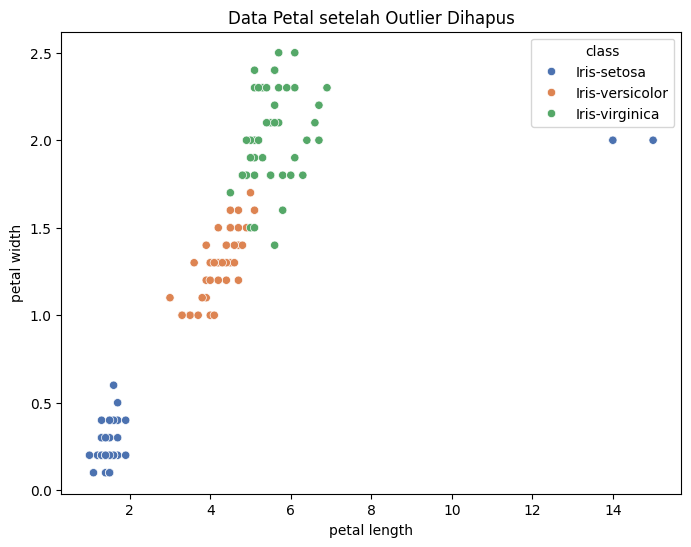 Data Petal setelah Outlier Dihapus
class
Iris-setosa
Iris-versicolor
Iris-virginica
petal width
2.5
2.0
1.5
1.0
0.5
0.0
2 4 6 8 10 12 14
petal length